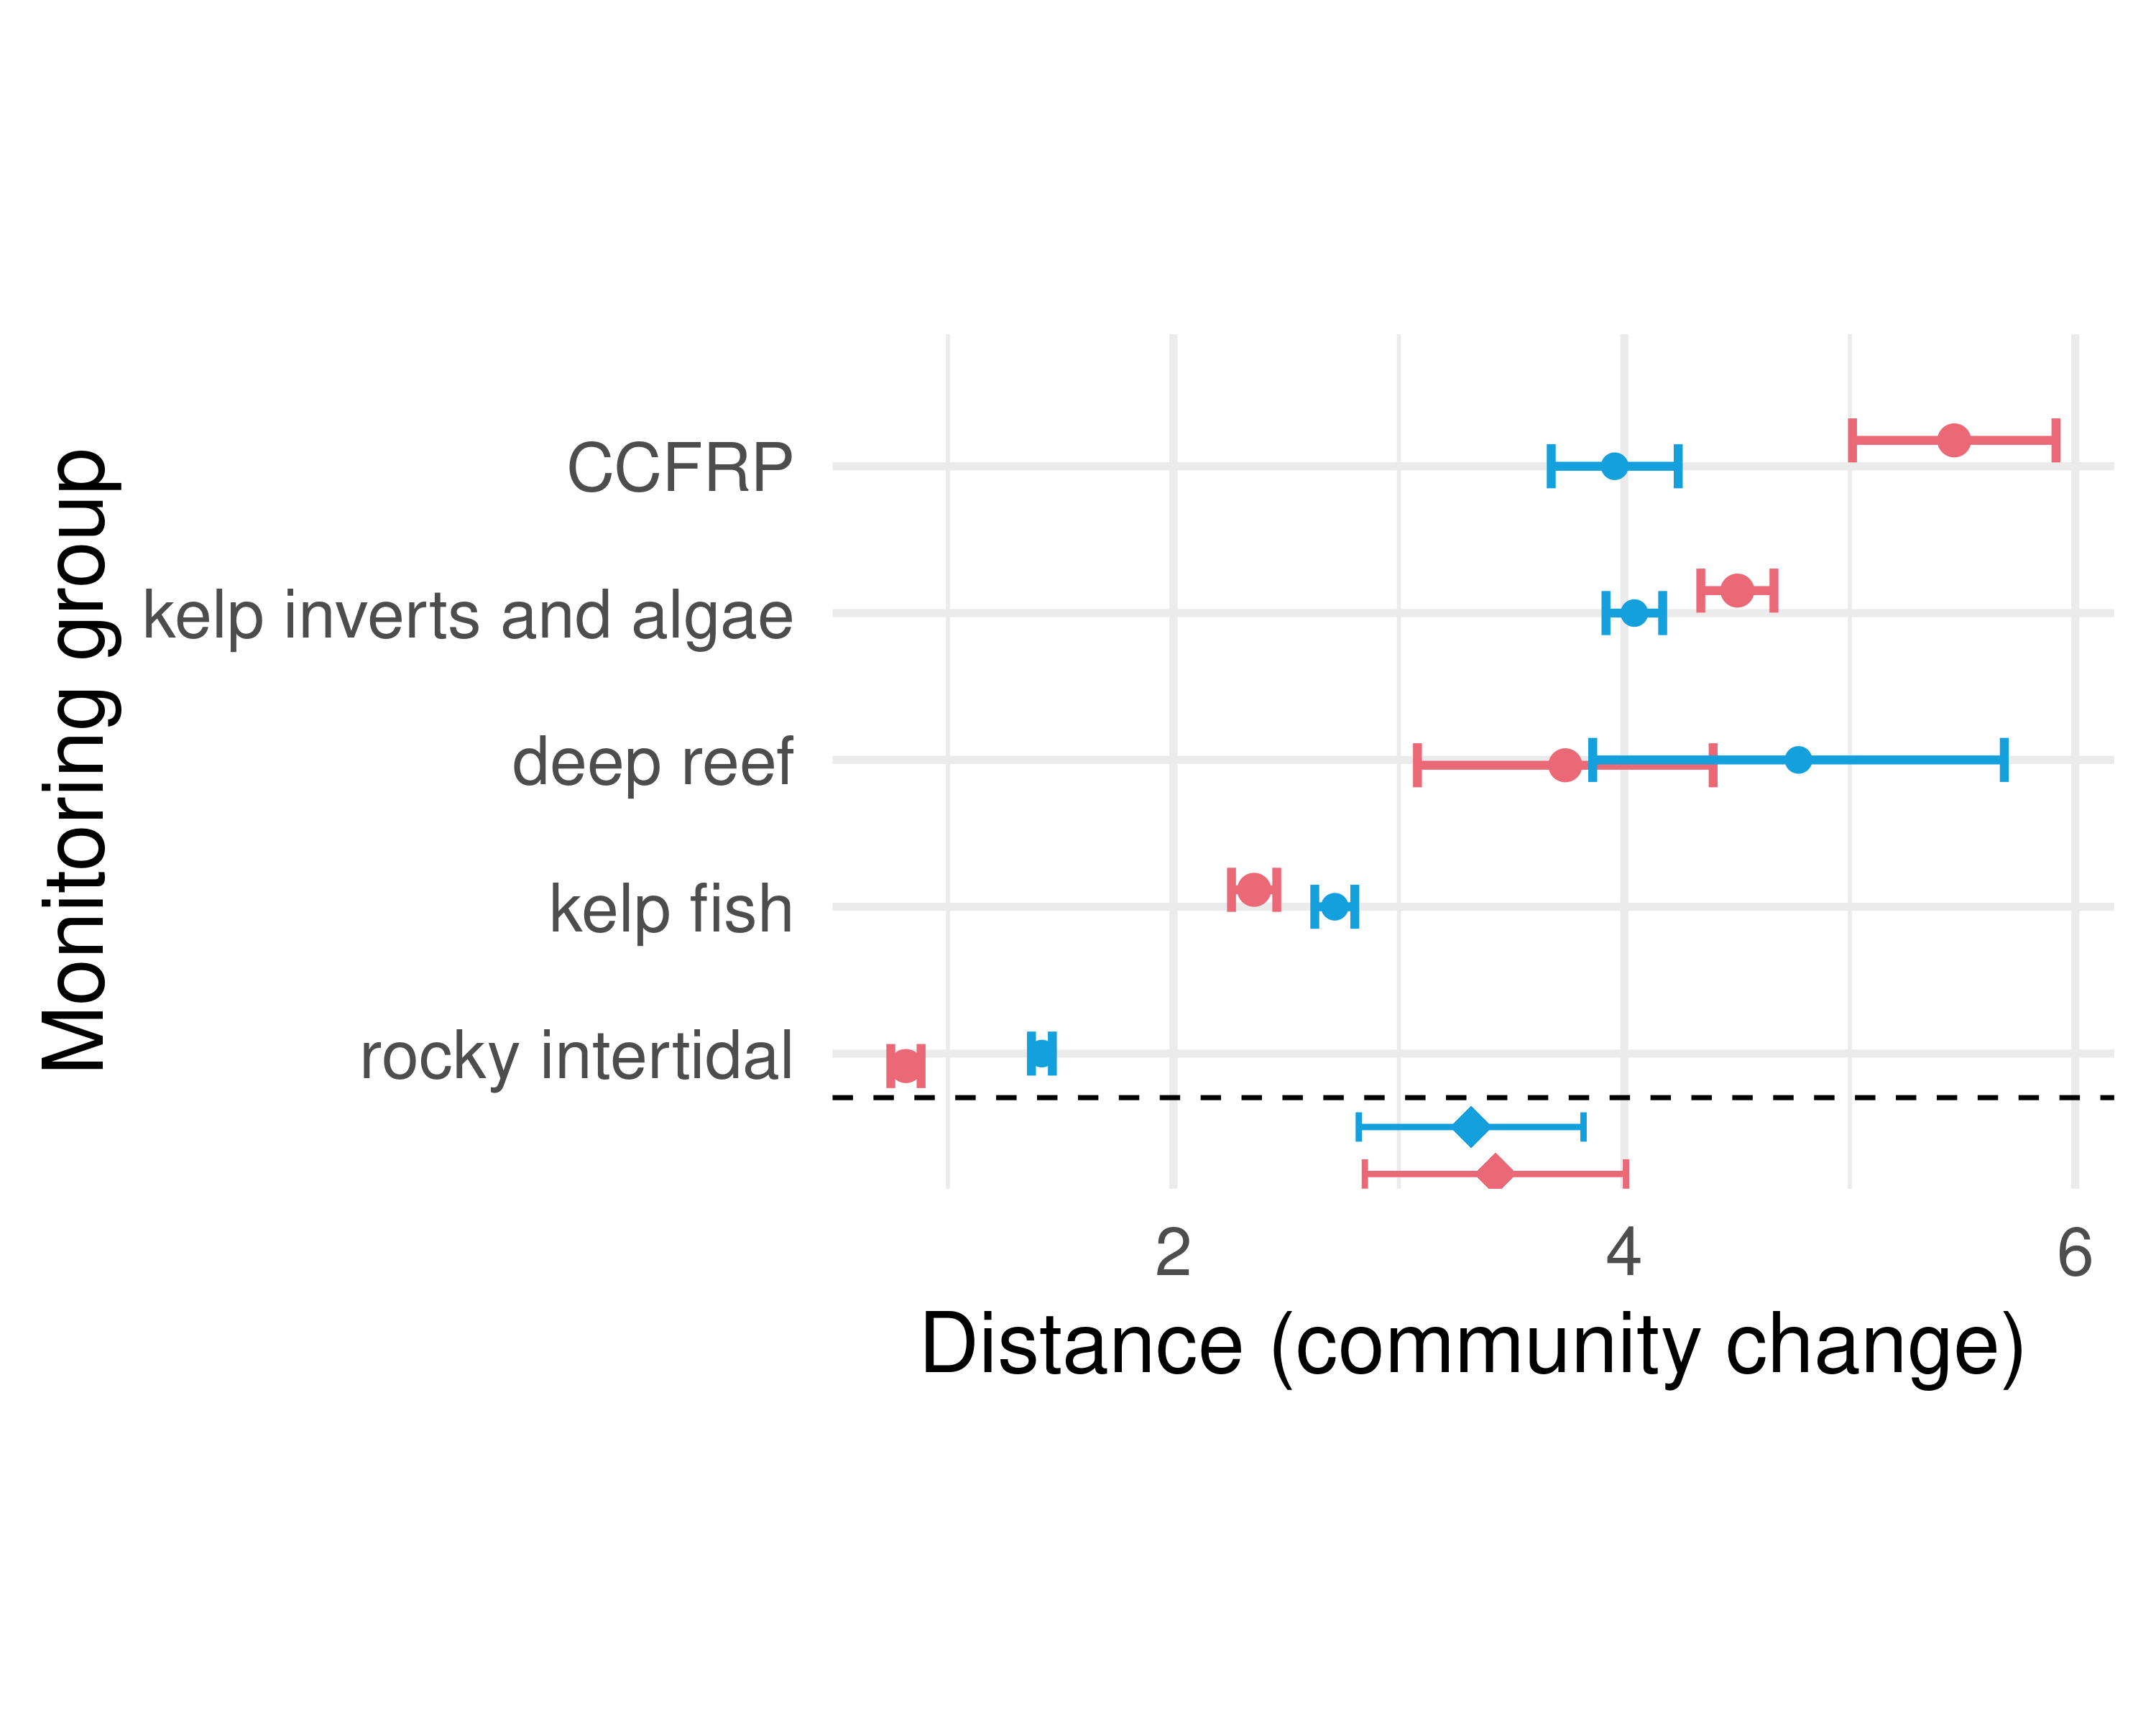 Monitoring group
CCFRP
kelp inverts and algae
deep reef
kelp fish
rocky intertidal
2 4 6
Distance (community change)